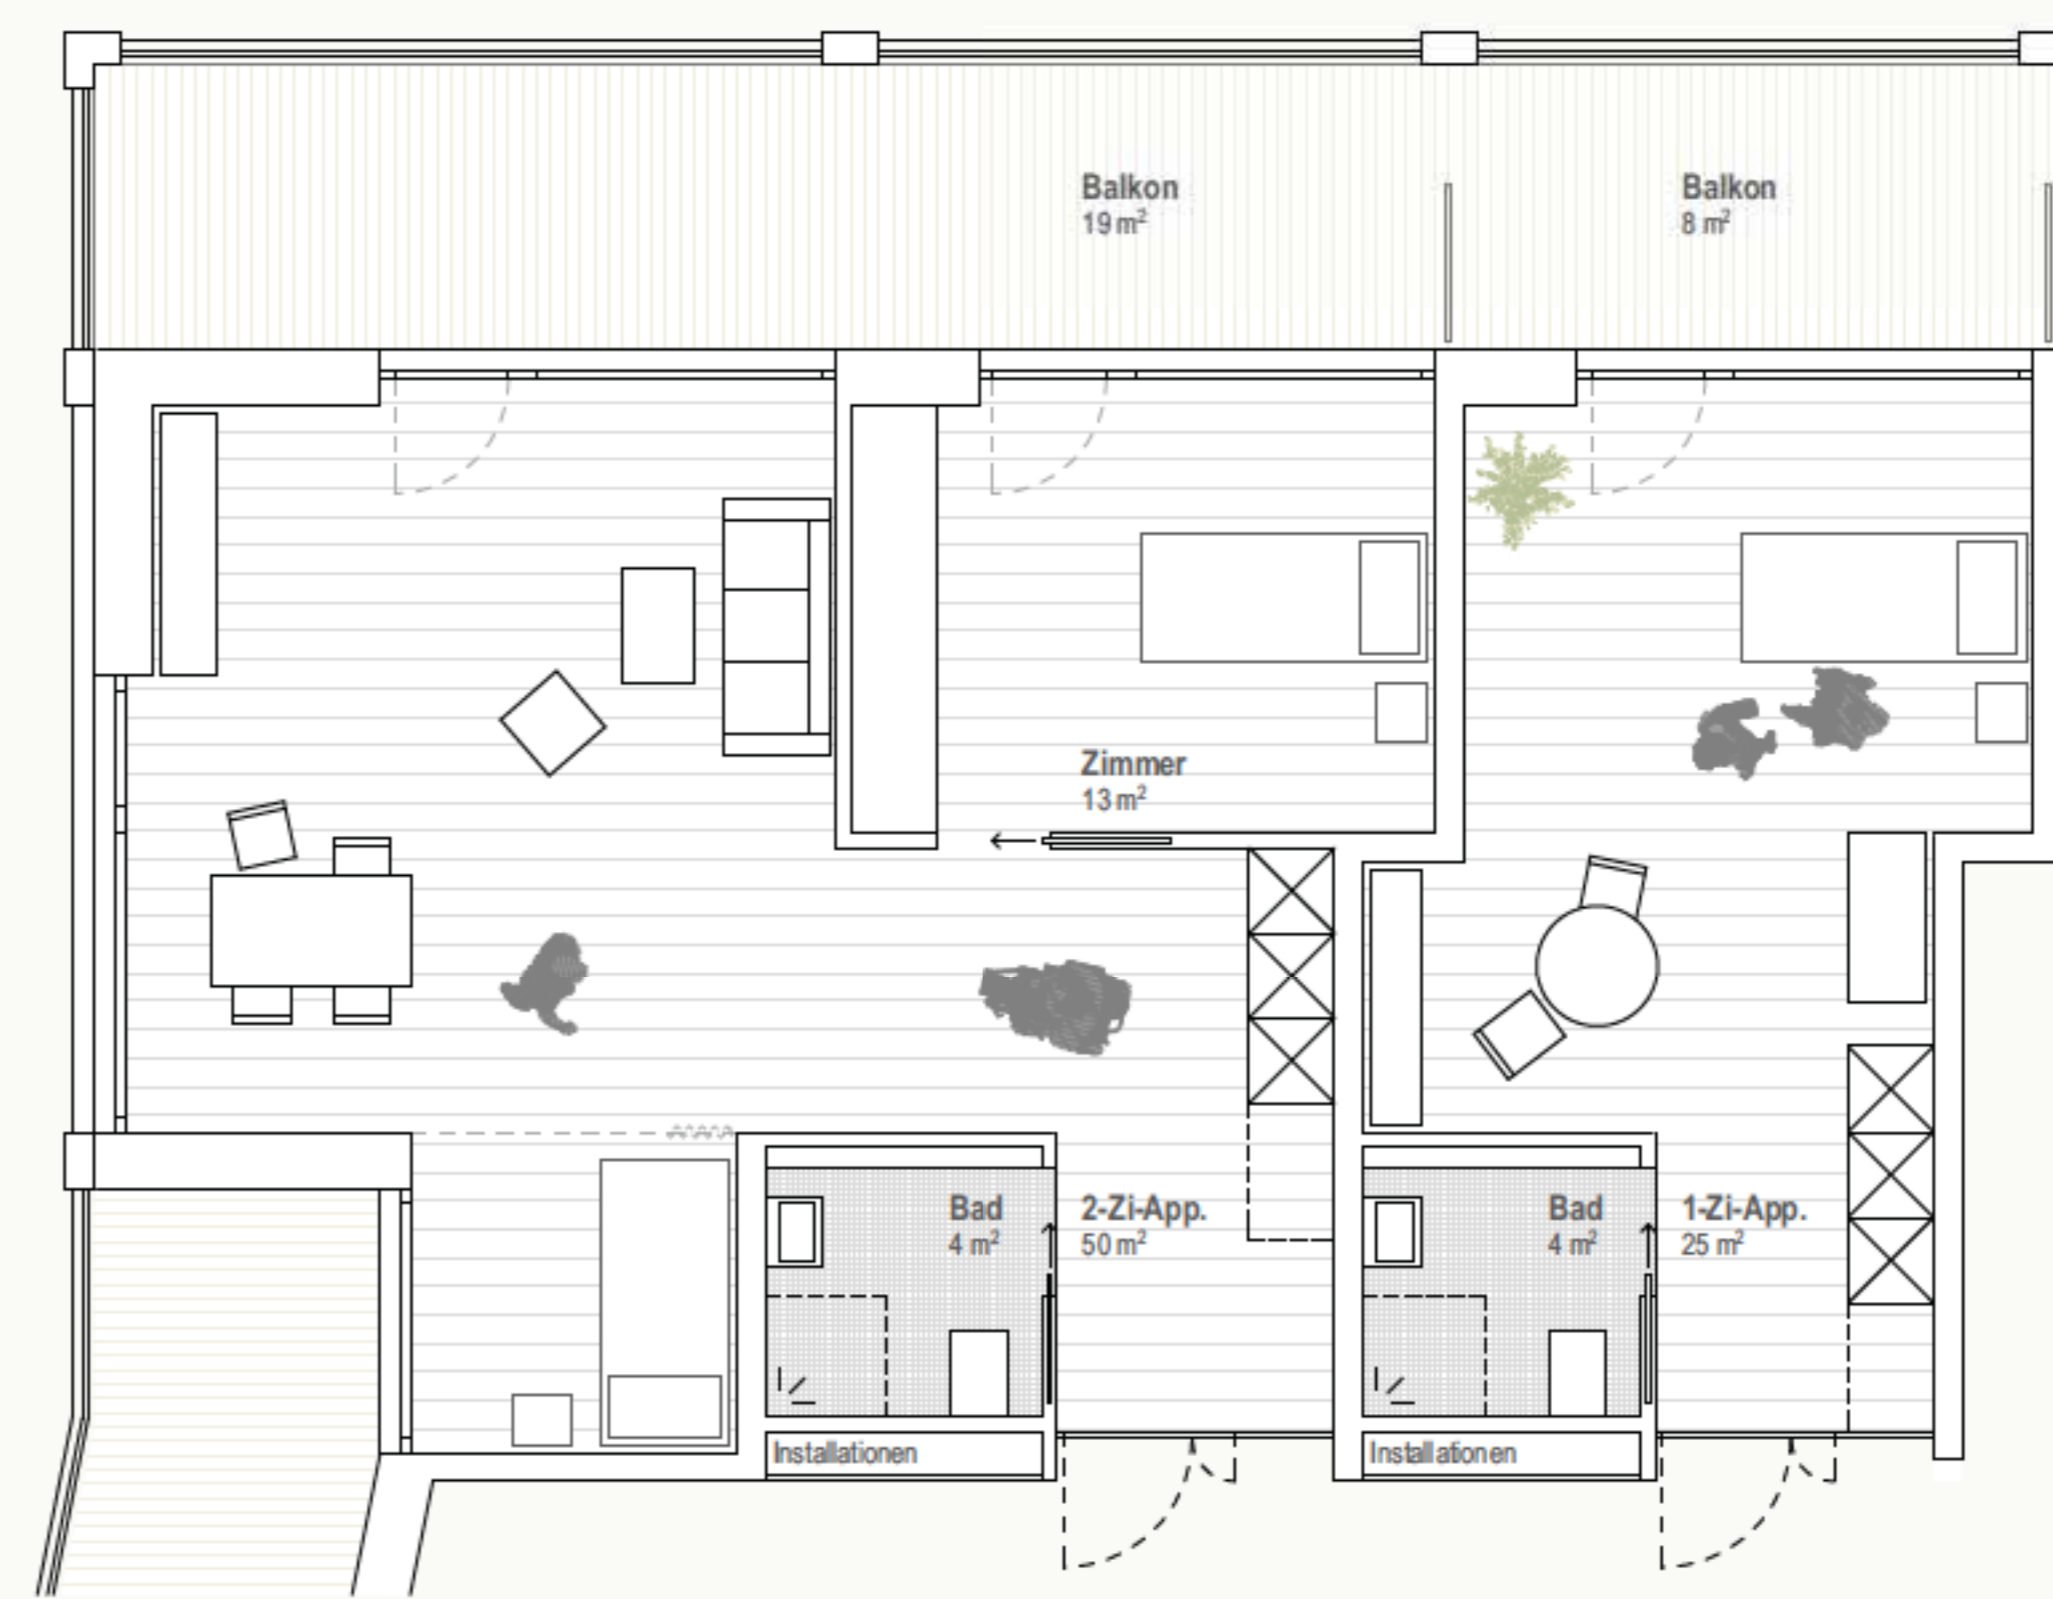 Balkon
19 m²
Balkon
8 m²
Zimmer
13 m²
Bad
4 m²
2-Zi-App.
50 m²
Bad
4 m²
1-Zi-App.
25 m²
Installationen
Installationen